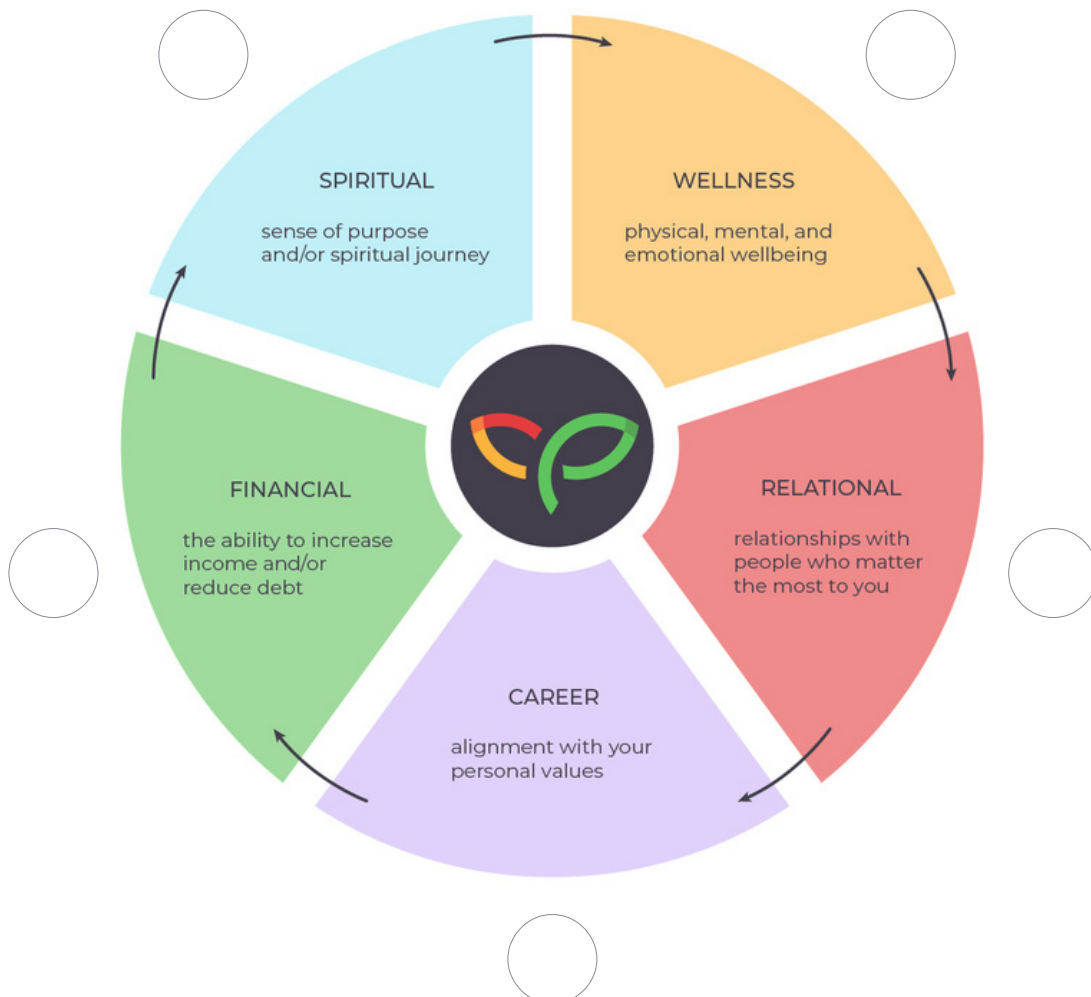 SPIRITUAL
sense of purpose
and/or spiritual journey
WELLNESS
physical, mental, and
emotional wellbeing
RELATIONAL
relationships with
people who matter
the most to you
CAREER
alignment with your
personal values
FINANCIAL
the ability to increase
income and/or
reduce debt